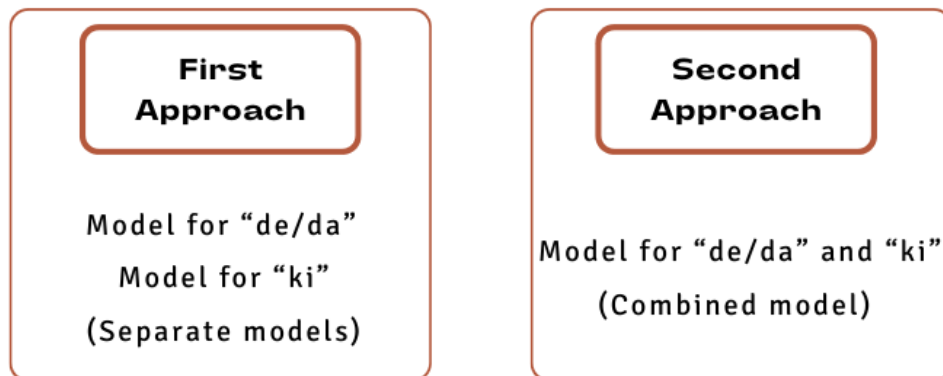 First
Approach
Model for “de/da”
Model for “ki”
(Separate models)
Second
Approach
Model for “de/da” and “ki”
(Combined model)